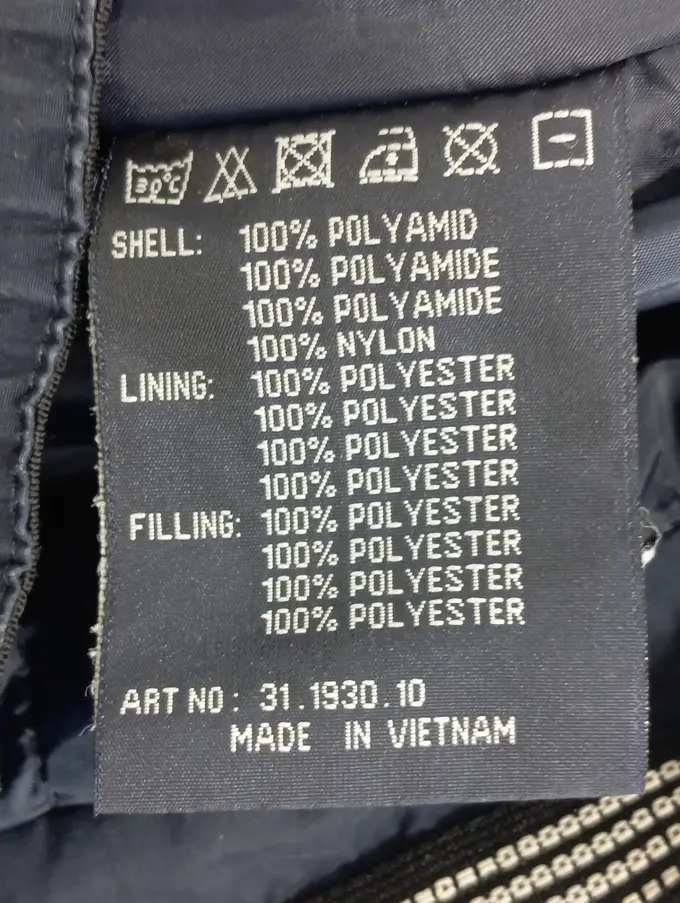 30°C
SHELL: 100% POLYAMID
100% POLYAMIDE
100% POLYAMIDE
100% NYLON
LINING: 100% POLYESTER
100% POLYESTER
100% POLYESTER
100% POLYESTER
FILLING: 100% POLYESTER
100% POLYESTER
100% POLYESTER
100% POLYESTER
ART NO: 31.1930.10
MADE IN VIETNAM